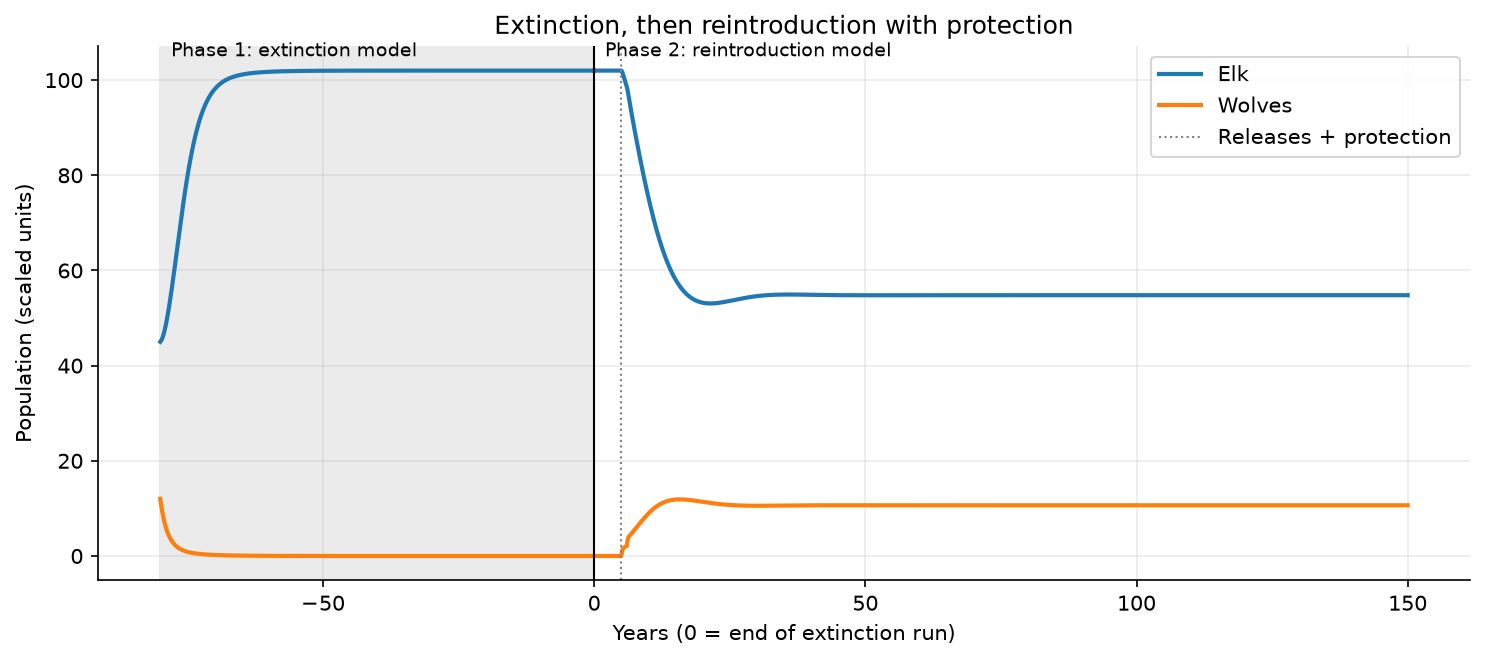 Extinction, then reintroduction with protection
Phase 1: extinction model
Phase 2: reintroduction model
Elk
Wolves
Releases + protection
Population (scaled units)
100
80
60
40
20
0
−50
0
50
100
150
Years (0 = end of extinction run)